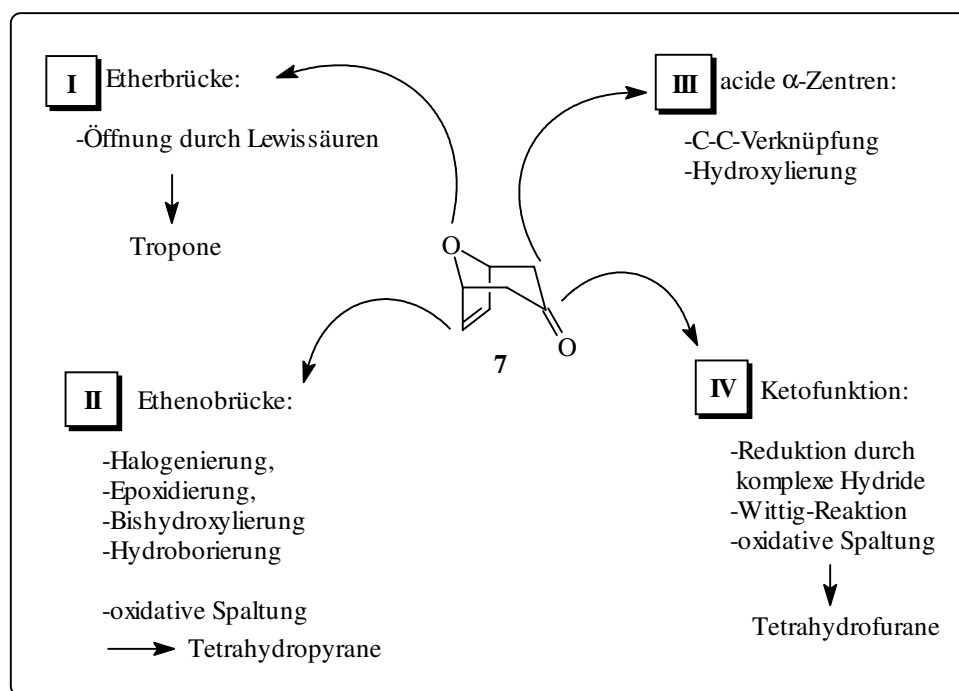 I Etherbrücke:
-Öffnung durch Lewissäuren
Tropone
III acide α-Zentren:
-C-C-Verknüpfung
-Hydroxylierung
O
O
7
II Ethenobrücke:
-Halogenierung,
-Epoxidierung,
-Bishydroxylierung
-Hydroborierung
-oxidative Spaltung
Tetrahydropyrane
IV Ketofunktion:
-Reduktion durch
komplexe Hydride
-Wittig-Reaktion
-oxidative Spaltung
Tetrahydrofurane